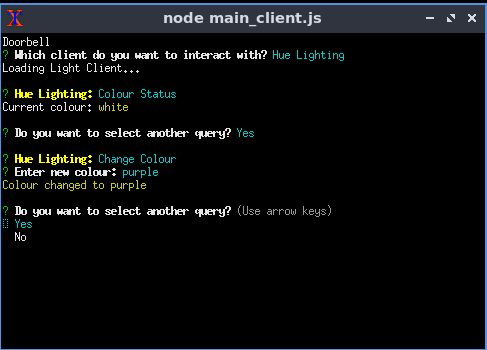 node main_client.js
Doorbell
? Which client do you want to interact with? Hue Lighting
Loading Light Client...
? Hue Lighting: Colour Status
Current colour: white
? Do you want to select another query? Yes
? Hue Lighting: Change Colour
? Enter new colour: purple
Colour changed to purple
? Do you want to select another query? (Use arrow keys)
Yes
No